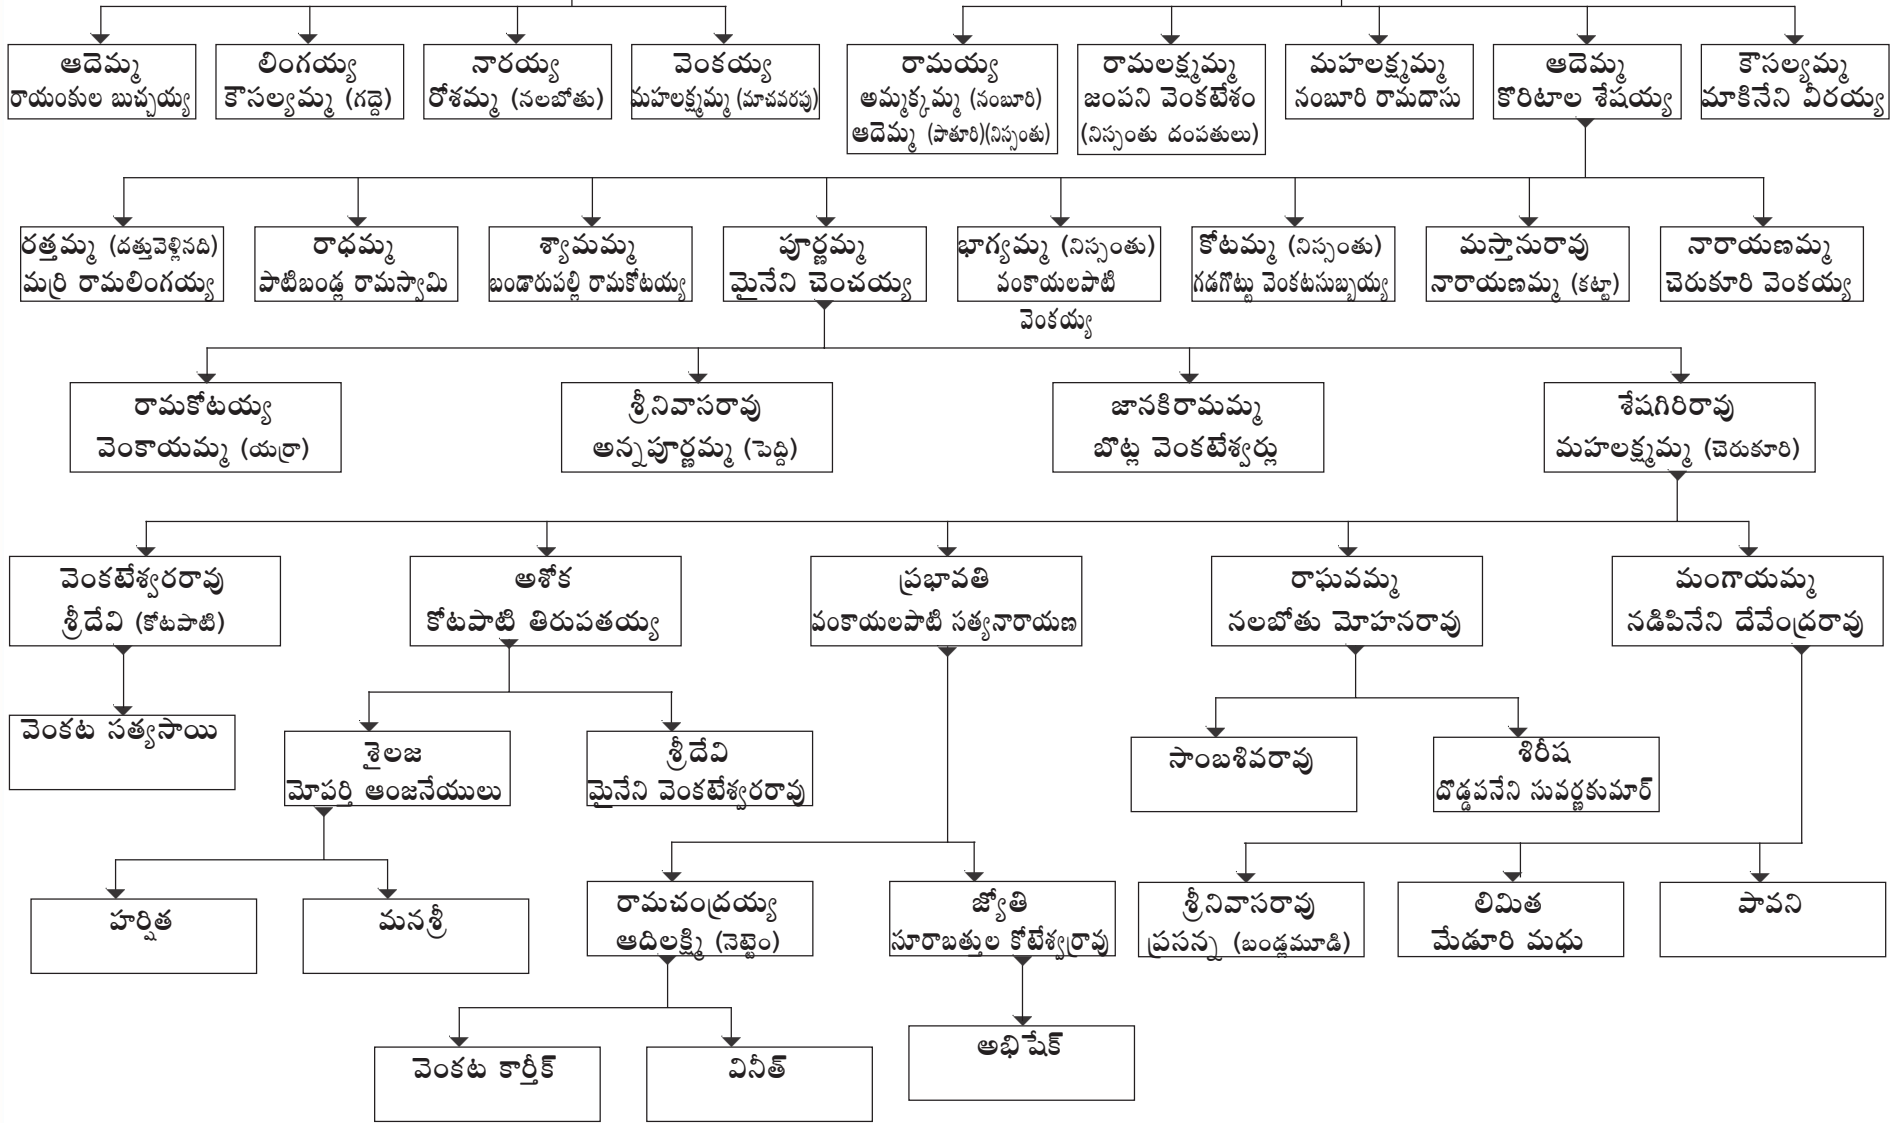 ఆదెమ్మ
రాయంకుల బుచ్చయ్య
లింగయ్య
కౌసల్యమ్మ (గద్దె)
నారయ్య
రోశమ్మ (నలబోతు)
వెంకయ్య
మహలక్ష్మమ్మ (మాచవరపు)
రామయ్య
అమ్మక్కమ్మ (నంబూరి)
ఆదెమ్మ (పాతూరి)(నిస్సంతు)
రామలక్ష్మమ్మ
జంపని వెంకటేశం
(నిస్సంతు దంపతులు)
మహలక్ష్మమ్మ
నంబూరి రామదాసు
ఆదెమ్మ
కొరిటాల శేషయ్య
కౌసల్యమ్మ
మాకినేని వీరయ్య
రత్తమ్మ (దత్తువెళ్లినది)
మర్రి రామలింగయ్య
రాధమ్మ
పాటిబండ్ల రామస్వామి
శ్యామమ్మ
బండారుపల్లి రామకోటయ్య
పూర్ణమ్మ
మైనేని చెంచయ్య
భాగ్యమ్మ (నిస్సంతు)
వంకాయలపాటి
వెంకయ్య
కోటమ్మ (నిస్సంతు)
గడగొట్టు వెంకటసుబ్బయ్య
మస్తానురావు
నారాయణమ్మ (కట్టా)
నారాయణమ్మ
చెరుకూరి వెంకయ్య
రామకోటయ్య
వెంకాయమ్మ (యర్రా)
శ్రీనివాసరావు
అన్నపూర్ణమ్మ (పెద్ది)
జానకిరామమ్మ
బొట్ల వెంకటేశ్వర్లు
శేషగిరిరావు
మహలక్ష్మమ్మ (చెరుకూరి)
వెంకటేశ్వరరావు
శ్రీదేవి (కోటపాటి)
అశోక
కోటపాటి తిరుపతయ్య
ప్రభావతి
వంకాయలపాటి సత్యనారాయణ
రాఘవమ్మ
నలబోతు మోహనరావు
మంగాయమ్మ
నడిపినేని దేవేంద్రరావు
వెంకట సత్యసాయి
శైలజ
మోపర్తి ఆంజనేయులు
శ్రీదేవి
మైనేని వెంకటేశ్వరరావు
సాంబశివరావు
శిరీష
దొడ్డపనేని సువర్ణకుమార్
హర్షిత
మనశ్రీ
రామచంద్రయ్య
ఆదిలక్ష్మి (నెట్టెం)
జ్యోతి
సూరాబత్తుల కోటేశ్వర్రావు
శ్రీనివాసరావు
ప్రసన్న (బండ్లమూడి)
లిమిత
మేడూరి మధు
పావని
వెంకట కార్తీక్
వినీత్
అభిషేక్